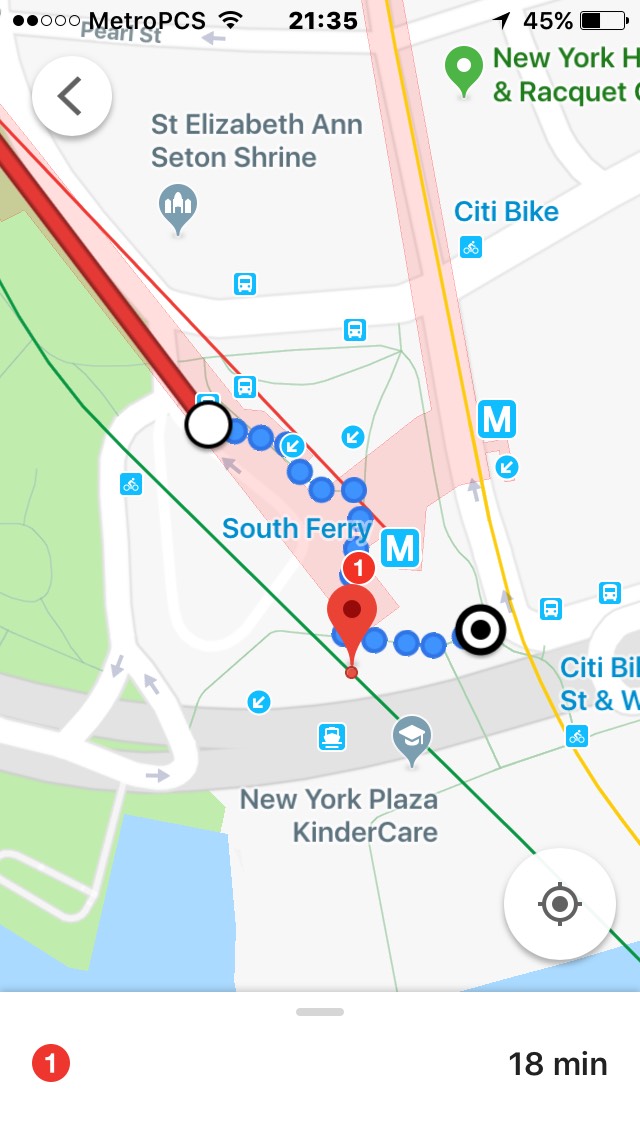 MetroPCS 21:35 45%
Pearl St
New York H
& Racquet C
St Elizabeth Ann
Seton Shrine
Citi Bike
M
South Ferry
M
1
Citi Bil
St & W
New York Plaza
KinderCare
1 18 min